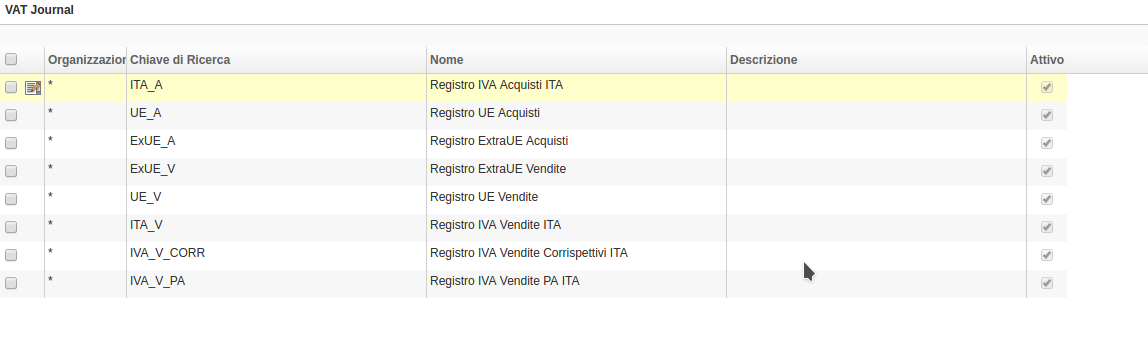 VAT Journal
Organizzazion Chiave di Ricerca Nome Descrizione Attivo
* ITA_A Registro IVA Acquisti ITA
* UE_A Registro UE Acquisti
* ExUE_A Registro ExtraUE Acquisti
* ExUE_V Registro ExtraUE Vendite
* UE_V Registro UE Vendite
* ITA_V Registro IVA Vendite ITA
* IVA_V_CORR Registro IVA Vendite Corrispettivi ITA
* IVA_V_PA Registro IVA Vendite PA ITA